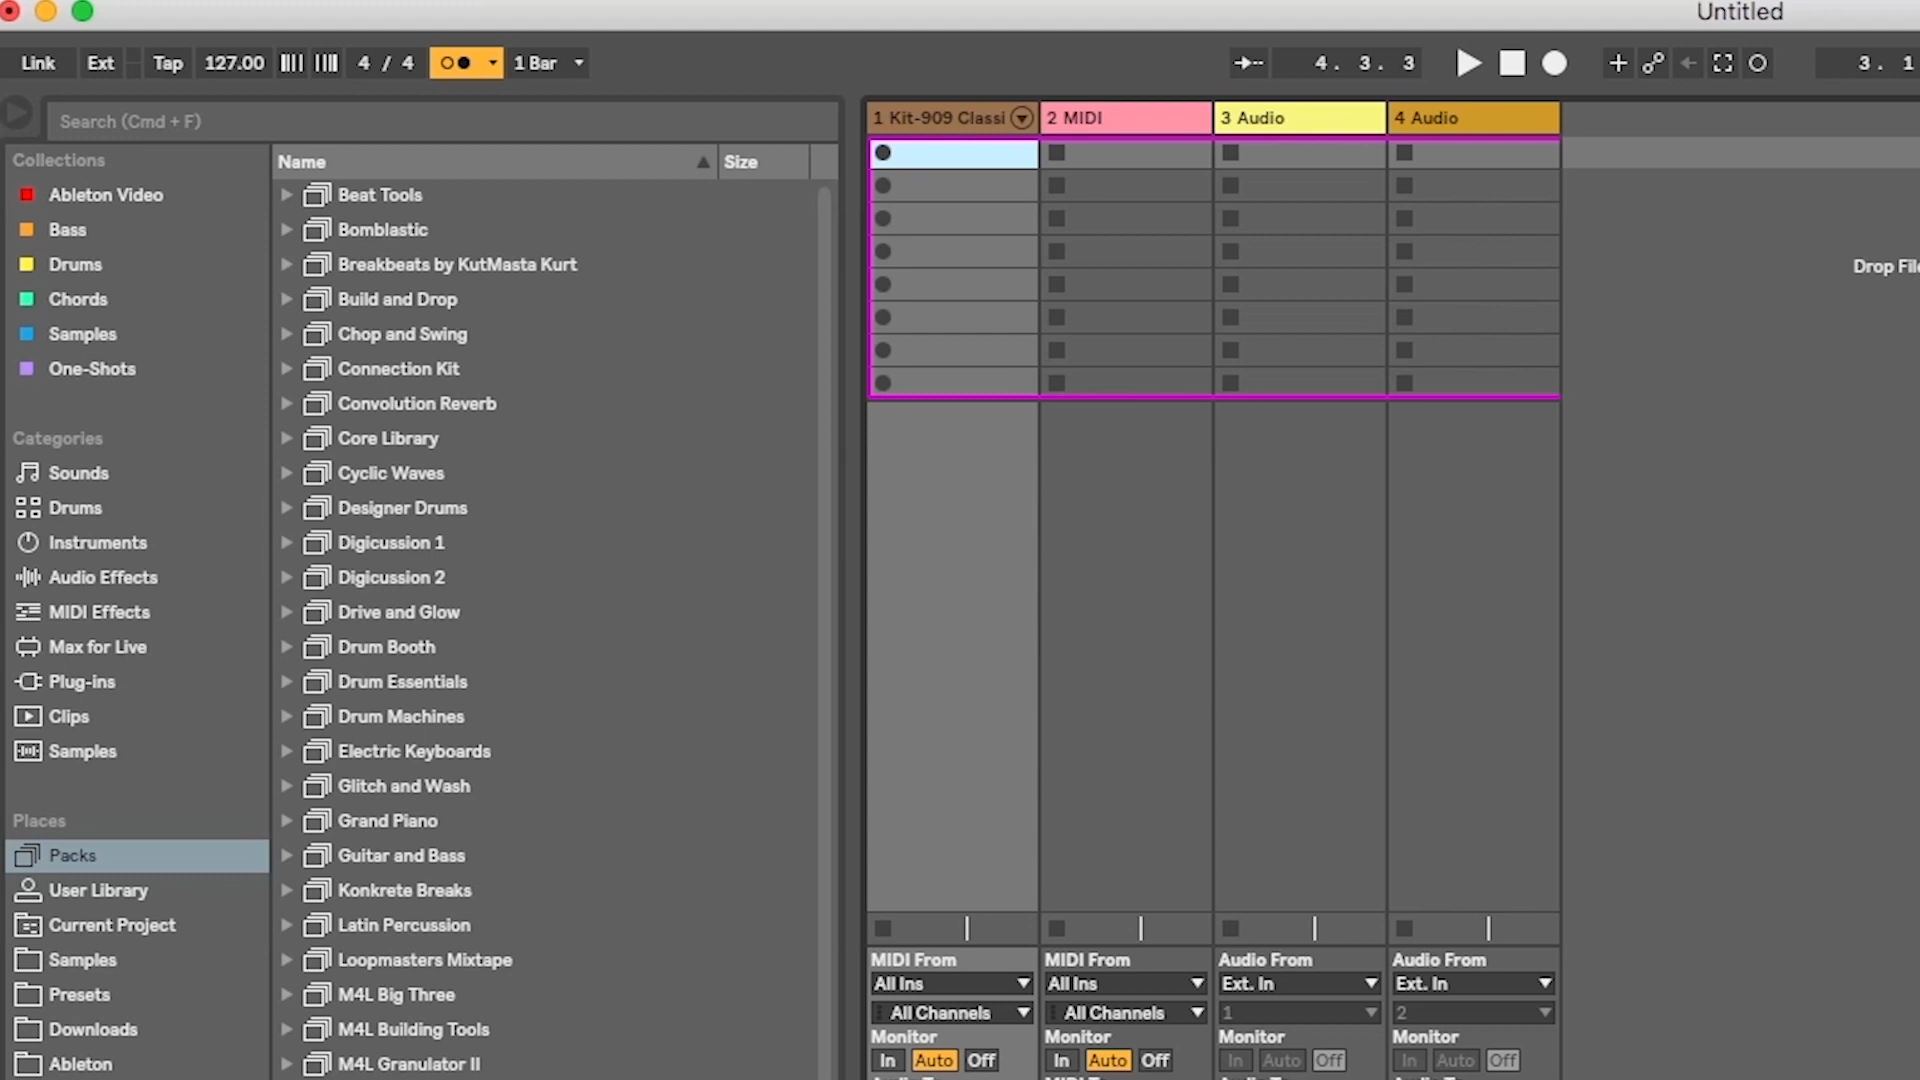 Untitled
Link Ext Tap 127.00 4 / 4 1 Bar 4. 3. 3 3. 1
Search (Cmd + F)
1 Kit-909 Classi 2 MIDI 3 Audio 4 Audio
Drop File
Collections
Ableton Video
Bass
Drums
Chords
Samples
One-Shots
Categories
Sounds
Drums
Instruments
Audio Effects
MIDI Effects
Max for Live
Plug-ins
Clips
Samples
Places
Packs
User Library
Current Project
Samples
Presets
Downloads
Ableton
Name Size
Beat Tools
Bomblastic
Breakbeats by KutMasta Kurt
Build and Drop
Chop and Swing
Connection Kit
Convolution Reverb
Core Library
Cyclic Waves
Designer Drums
Digicussion 1
Digicussion 2
Drive and Glow
Drum Booth
Drum Essentials
Drum Machines
Electric Keyboards
Glitch and Wash
Grand Piano
Guitar and Bass
Konkrete Breaks
Latin Percussion
Loopmasters Mixtape
M4L Big Three
M4L Building Tools
M4L Granulator II
MIDI From MIDI From Audio From Audio From
All Ins All Ins Ext. In Ext. In
All Channels All Channels 1 2
Monitor Monitor Monitor Monitor
In Auto Off In Auto Off In Auto Off In Auto Off